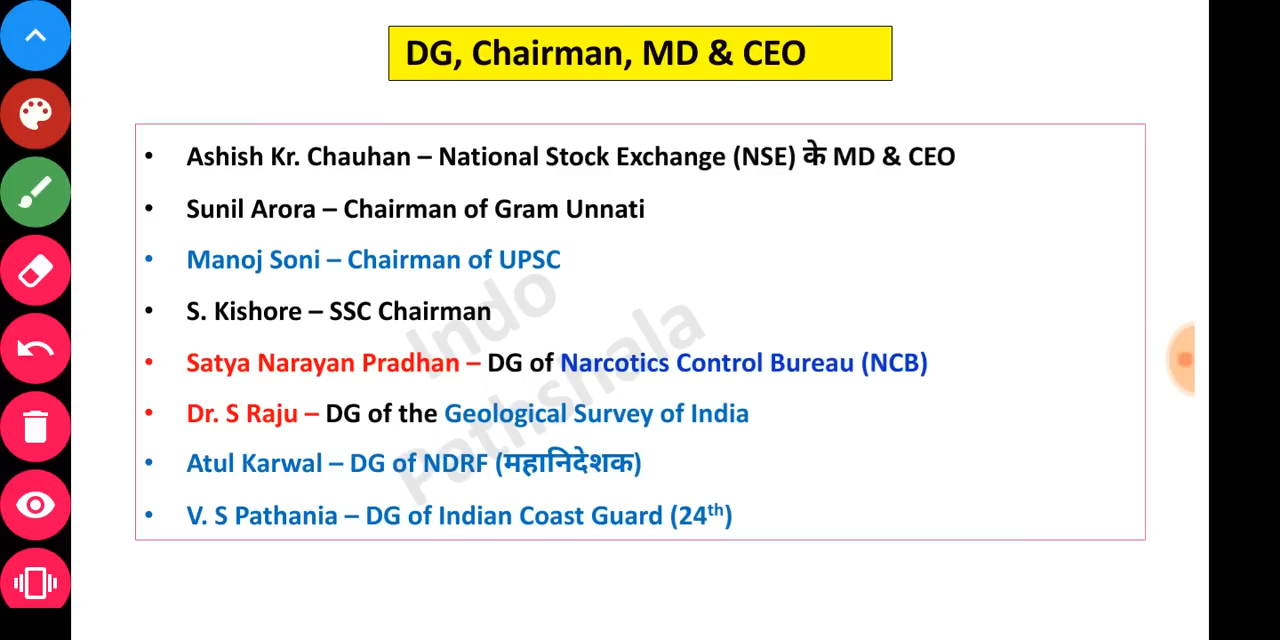 DG, Chairman, MD & CEO
• Ashish Kr. Chauhan – National Stock Exchange (NSE) के MD & CEO
• Sunil Arora – Chairman of Gram Unnati
• Manoj Soni – Chairman of UPSC
• S. Kishore – SSC Chairman
• Satya Narayan Pradhan – DG of Narcotics Control Bureau (NCB)
• Dr. S Raju – DG of the Geological Survey of India
• Atul Karwal – DG of NDRF (महानिदेशक)
• V. S Pathania – DG of Indian Coast Guard (24th)
Indo
Pathshala